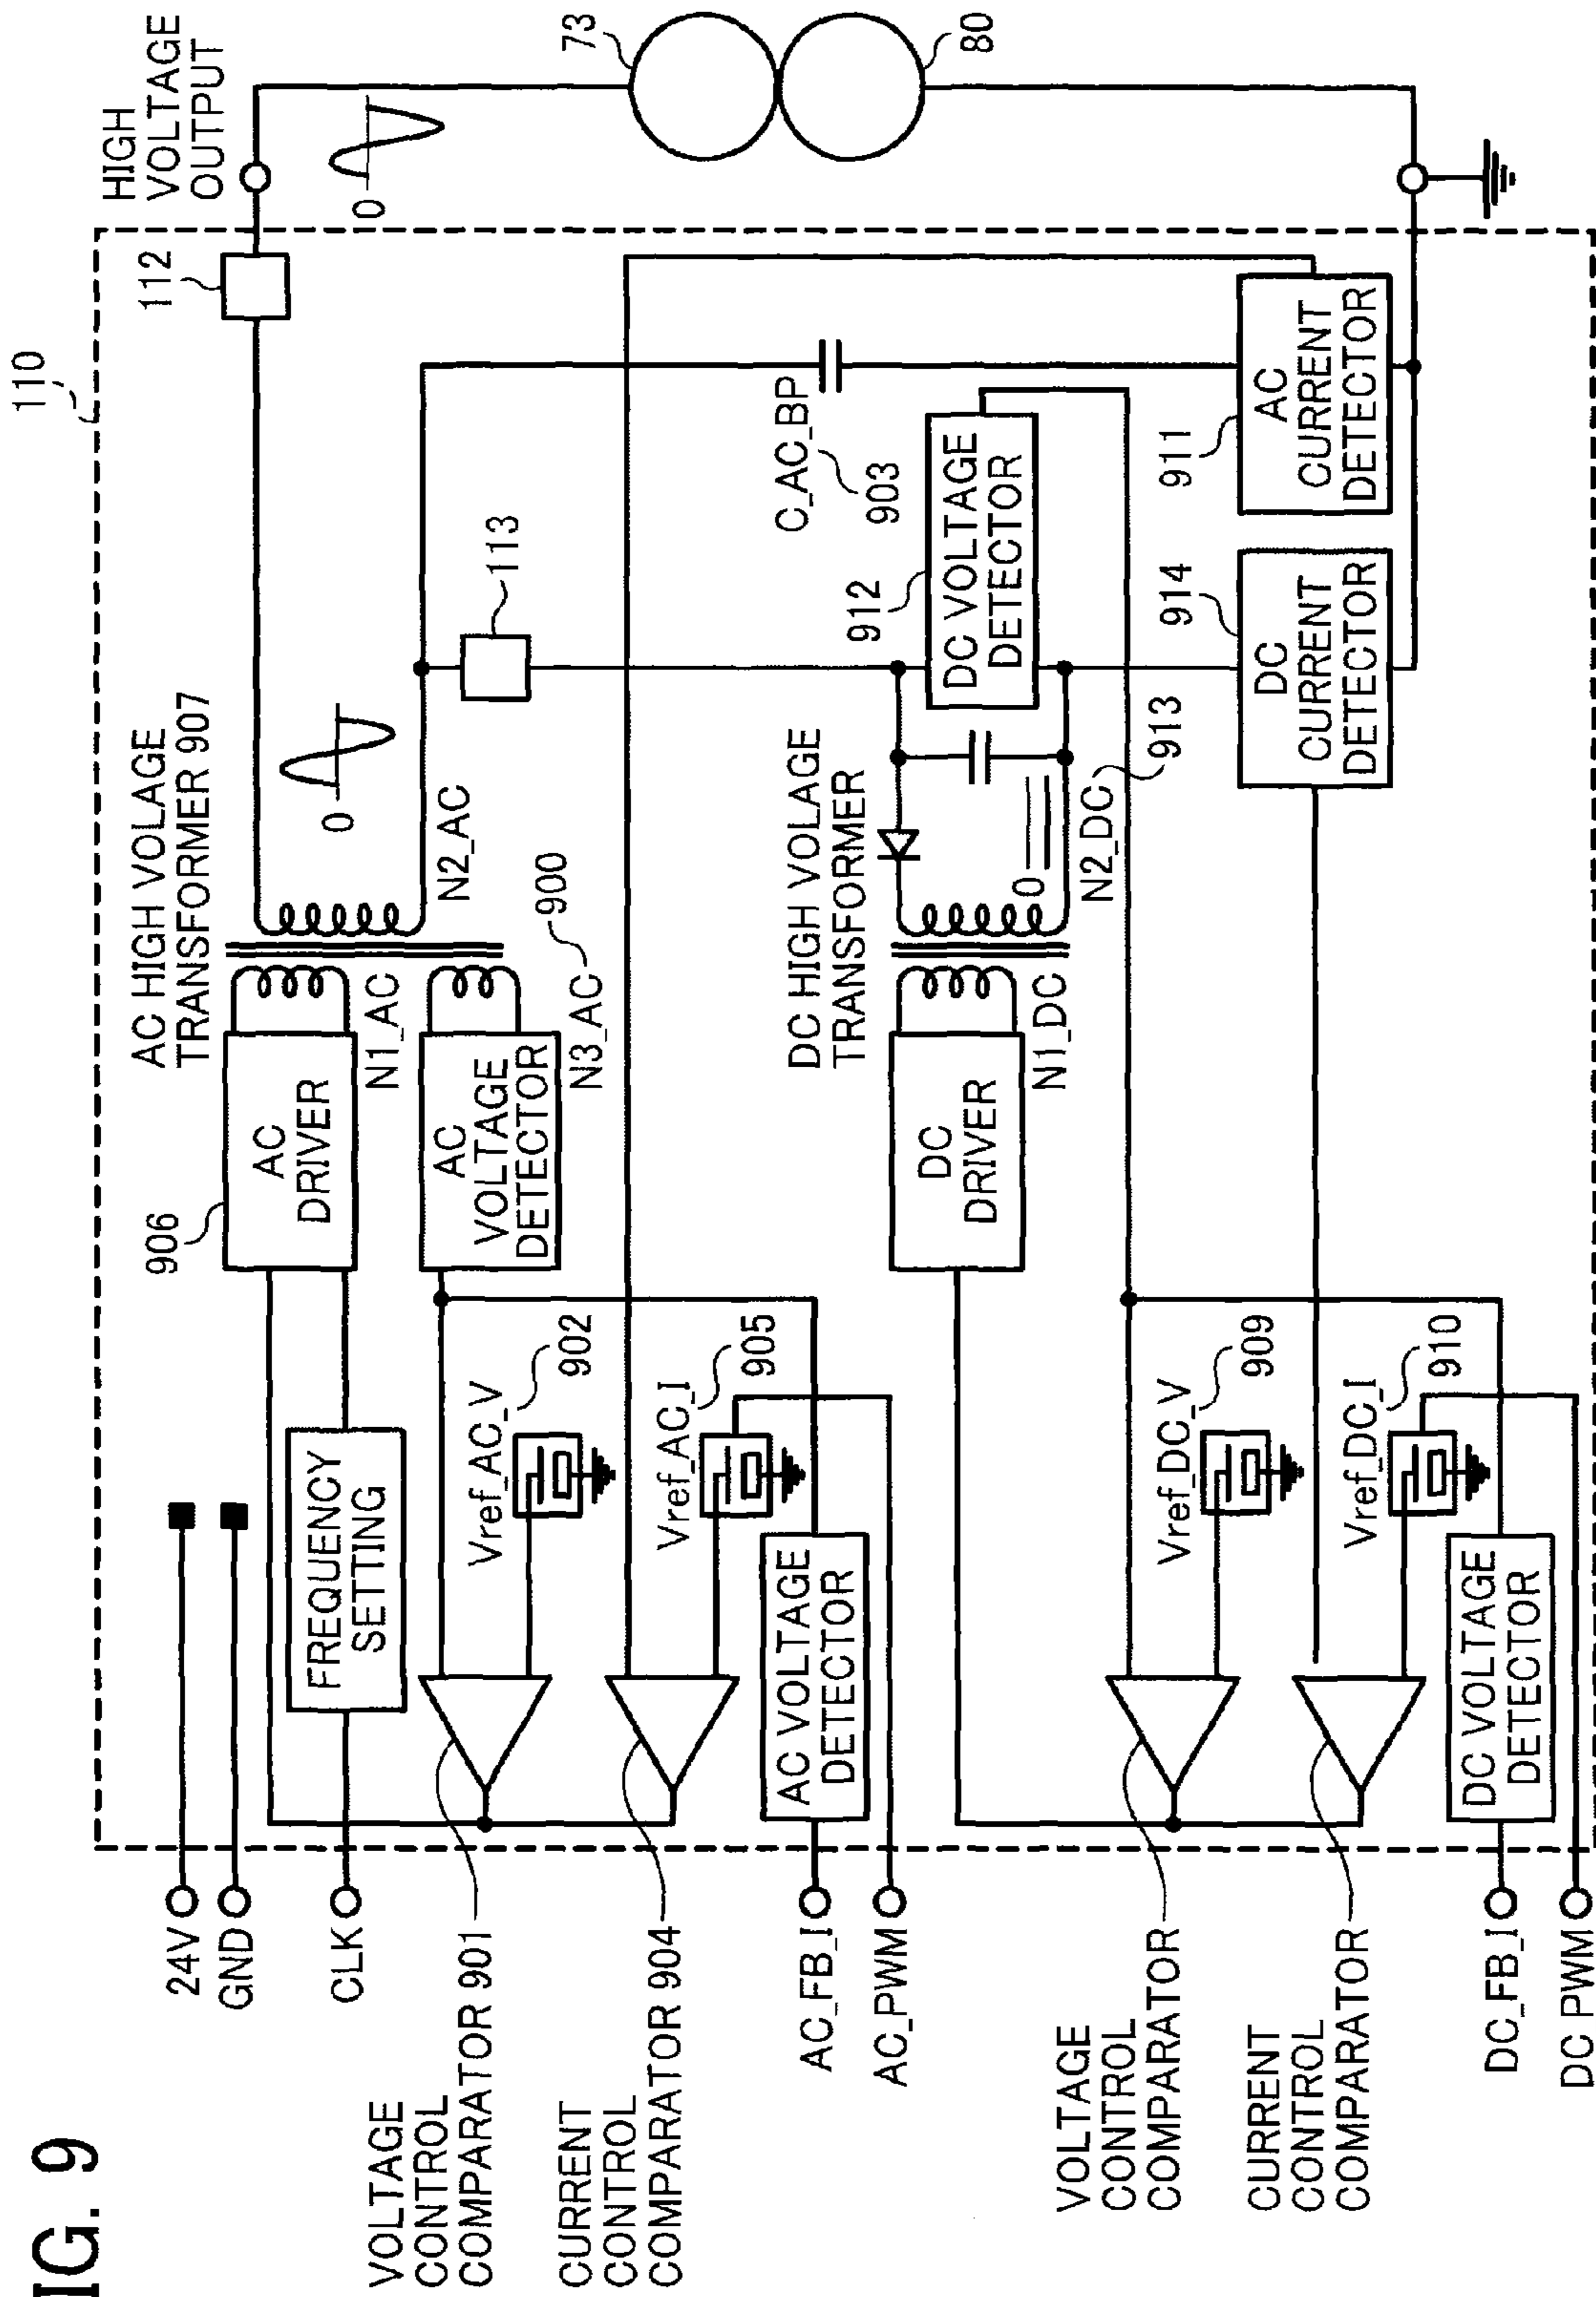 IG. 9
110
HIGH
VOLTAGE
OUTPUT
24V
GND
CLK
FREQUENCY
SETTING
906
AC
DRIVER
N1_AC
AC HIGH VOLAGE
TRANSFORMER 907
0
N2_AC
112
0
73
80
VOLTAGE
CONTROL
COMPARATOR 901
Vref_AC_V
902
AC
VOLTAGE
DETECTOR
N3_AC
900
113
CURRENT
CONTROL
COMPARATOR 904
Vref_AC_I
905
AC VOLTAGE
DETECTOR
AC_FB_I
AC_PWM
DC HIGH VOLAGE
TRANSFORMER
DC
DRIVER
N1_DC
0
N2_DC
913
912
DC VOLTAGE
DETECTOR
C_AC_BP
903
VOLTAGE
CONTROL
COMPARATOR
Vref_DC_V
909
914
DC
CURRENT
DETECTOR
911
AC
CURRENT
DETECTOR
CURRENT
CONTROL
COMPARATOR
Vref_DC_I
910
DC VOLTAGE
DETECTOR
DC_FB_I
DC_PWM